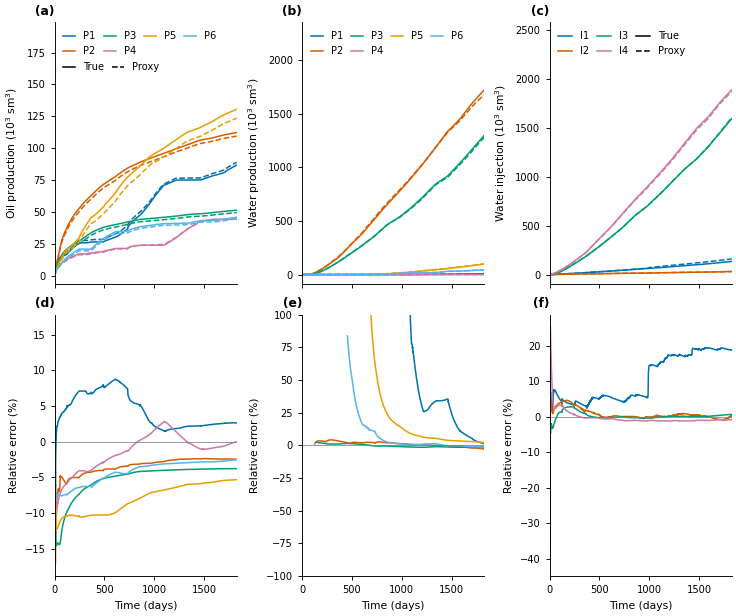 (a)
P1 P3 P5 P6
P2 P4
True Proxy
Oil production (10³ sm³)
175
150
125
100
75
50
25
0
(b)
P1 P3 P5 P6
P2 P4
Water production (10³ sm³)
2000
1500
1000
500
0
(c)
I1 I3 True
I2 I4 Proxy
Water injection (10³ sm³)
2500
2000
1500
1000
500
0
(d)
Relative error (%)
15
10
5
0
−5
−10
−15
0 500 1000 1500
Time (days)
(e)
Relative error (%)
100
75
50
25
0
−25
−50
−75
−100
0 500 1000 1500
Time (days)
(f)
Relative error (%)
20
10
0
−10
−20
−30
−40
0 500 1000 1500
Time (days)